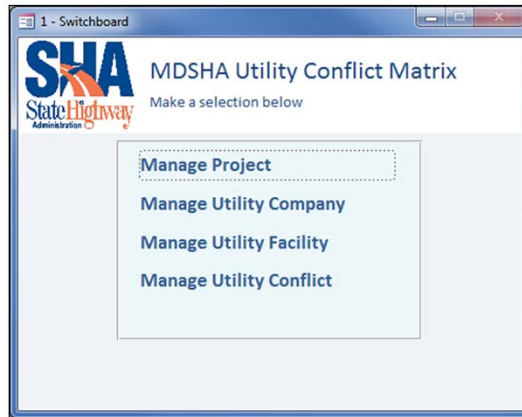 1 - Switchboard
SHA
State Highway
Administration
MDSHA Utility Conflict Matrix
Make a selection below
Manage Project
Manage Utility Company
Manage Utility Facility
Manage Utility Conflict